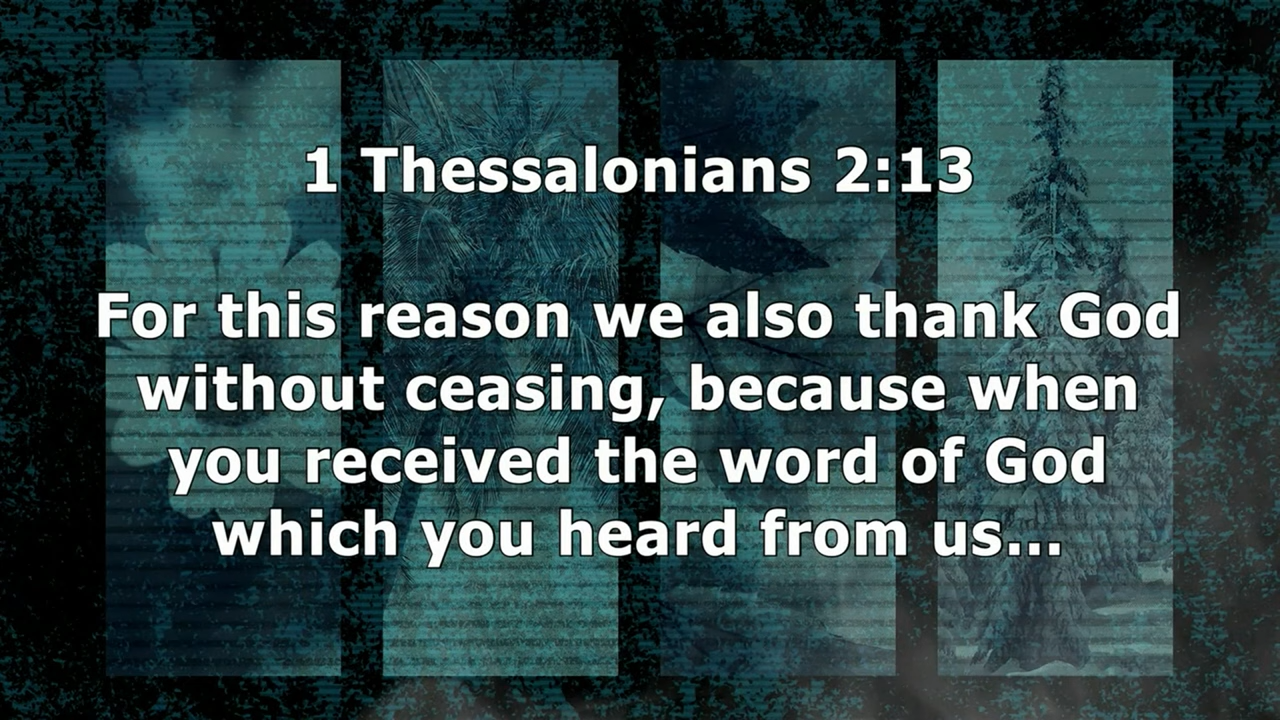 1 Thessalonians 2:13
For this reason we also thank God
without ceasing, because when
you received the word of God
which you heard from us...